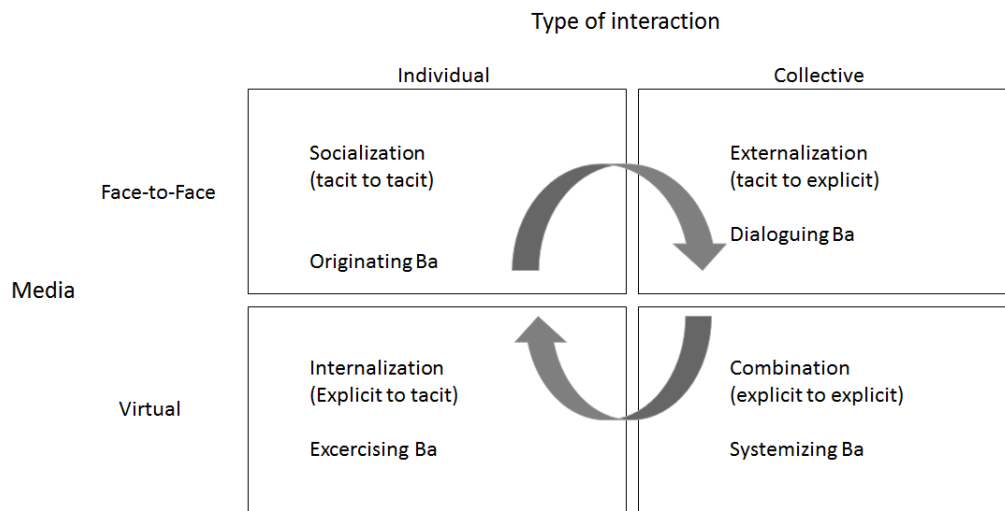 Type of interaction
Individual
Collective
Face-to-Face
Socialization
(tacit to tacit)
Originating Ba
Externalization
(tacit to explicit)
Dialoguing Ba
Media
Virtual
Internalization
(Explicit to tacit)
Excercising Ba
Combination
(explicit to explicit)
Systemizing Ba